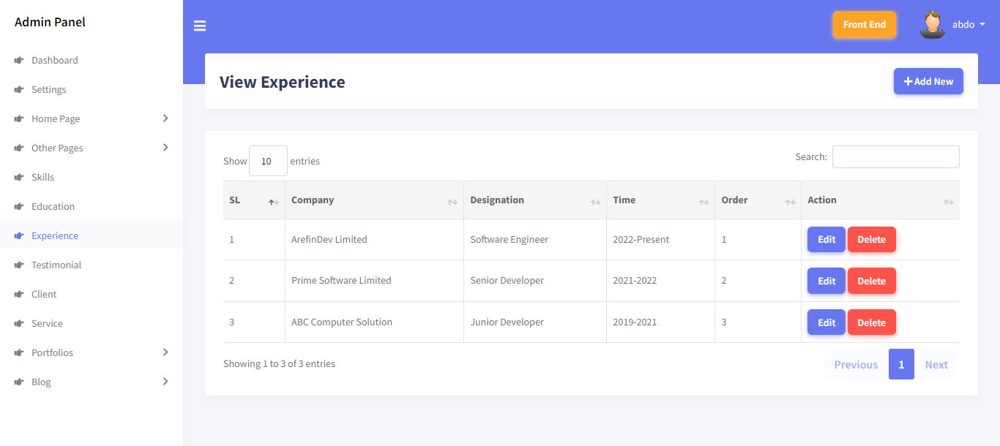 Admin Panel
Front End
abdo
Dashboard
Settings
Home Page
Other Pages
Skills
Education
Experience
Testimonial
Client
Service
Portfolios
Blog
View Experience
Add New
Show 10 entries
Search:
SL Company Designation Time Order Action
1 ArefinDev Limited Software Engineer 2022-Present 1 Edit Delete
2 Prime Software Limited Senior Developer 2021-2022 2 Edit Delete
3 ABC Computer Solution Junior Developer 2019-2021 3 Edit Delete
Showing 1 to 3 of 3 entries
Previous 1 Next